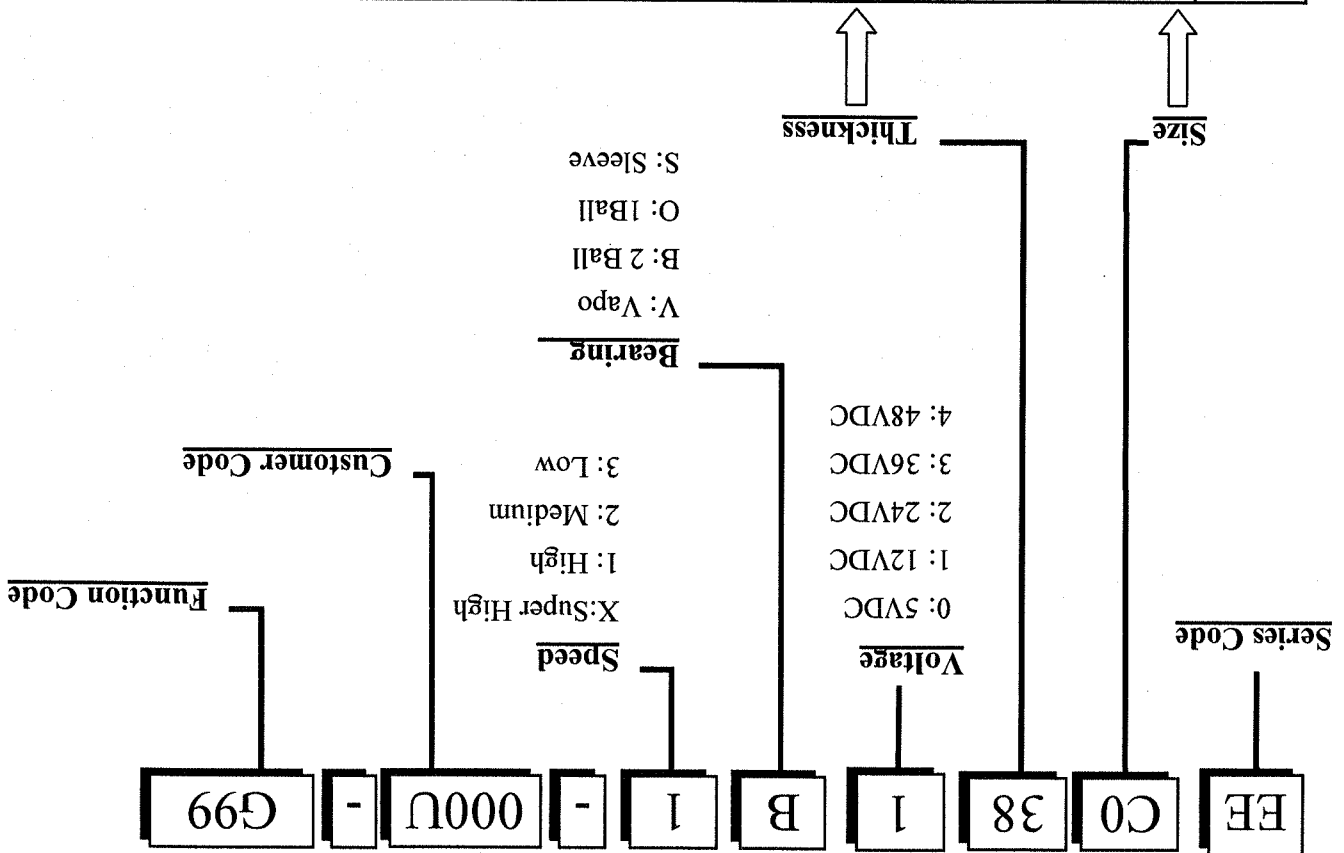 EE C0 38 1 B 1 - 000U - G99
Series Code
Voltage
0: 5VDC
1: 12VDC
2: 24VDC
3: 36VDC
4: 48VDC
Speed
X:Super High
1: High
2: Medium
3: Low
Function Code
Customer Code
Bearing
V: Vapo
B: 2 Ball
O: 1Ball
S: Sleeve
Size
Thickness